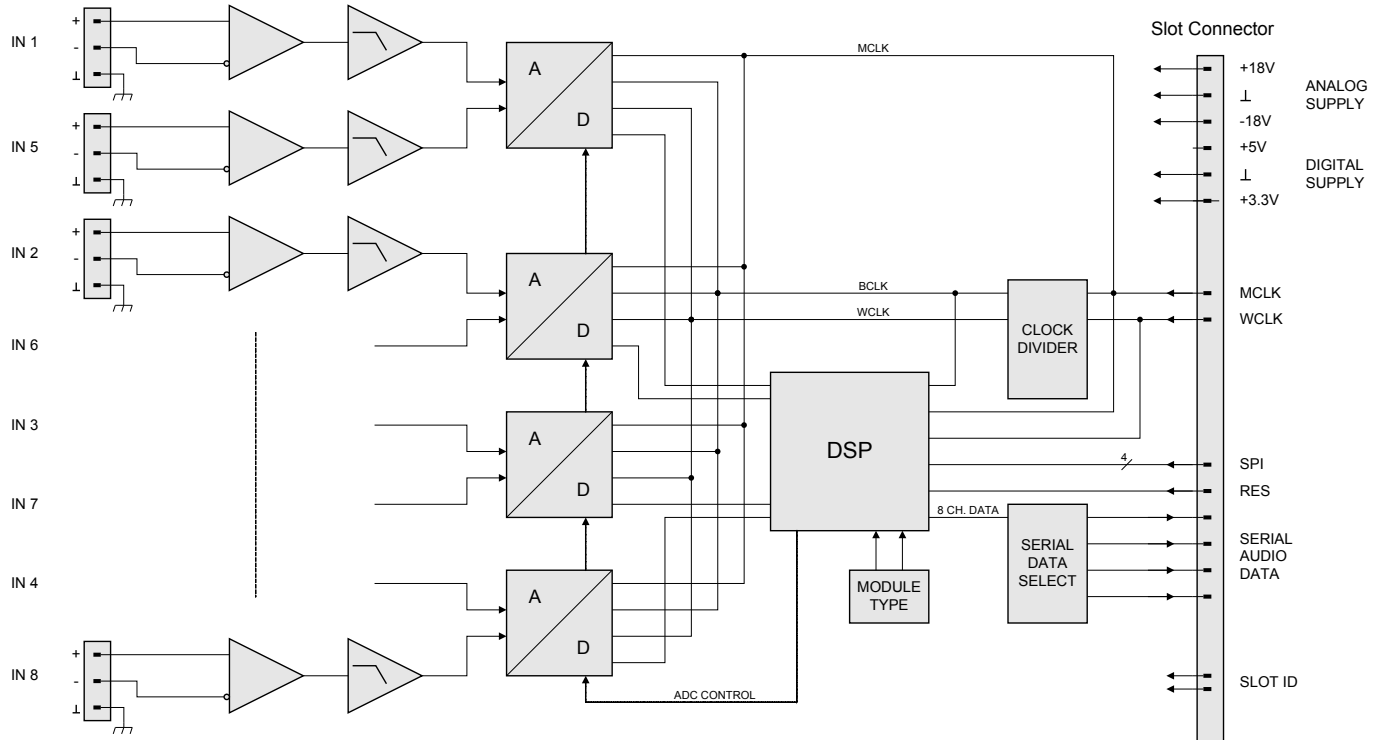 Slot Connector
IN 1
+
-
⊥
IN 5
+
-
⊥
IN 2
+
-
⊥
IN 6
IN 3
IN 7
IN 4
IN 8
+
-
⊥
A
D
A
D
A
D
A
D
MCLK
BCLK
WCLK
CLOCK
DIVIDER
DSP
4
8 CH. DATA
MODULE
TYPE
SERIAL
DATA
SELECT
ADC CONTROL
+18V
⊥
-18V
+5V
⊥
+3.3V
ANALOG
SUPPLY
DIGITAL
SUPPLY
MCLK
WCLK
SPI
RES
SERIAL
AUDIO
DATA
SLOT ID